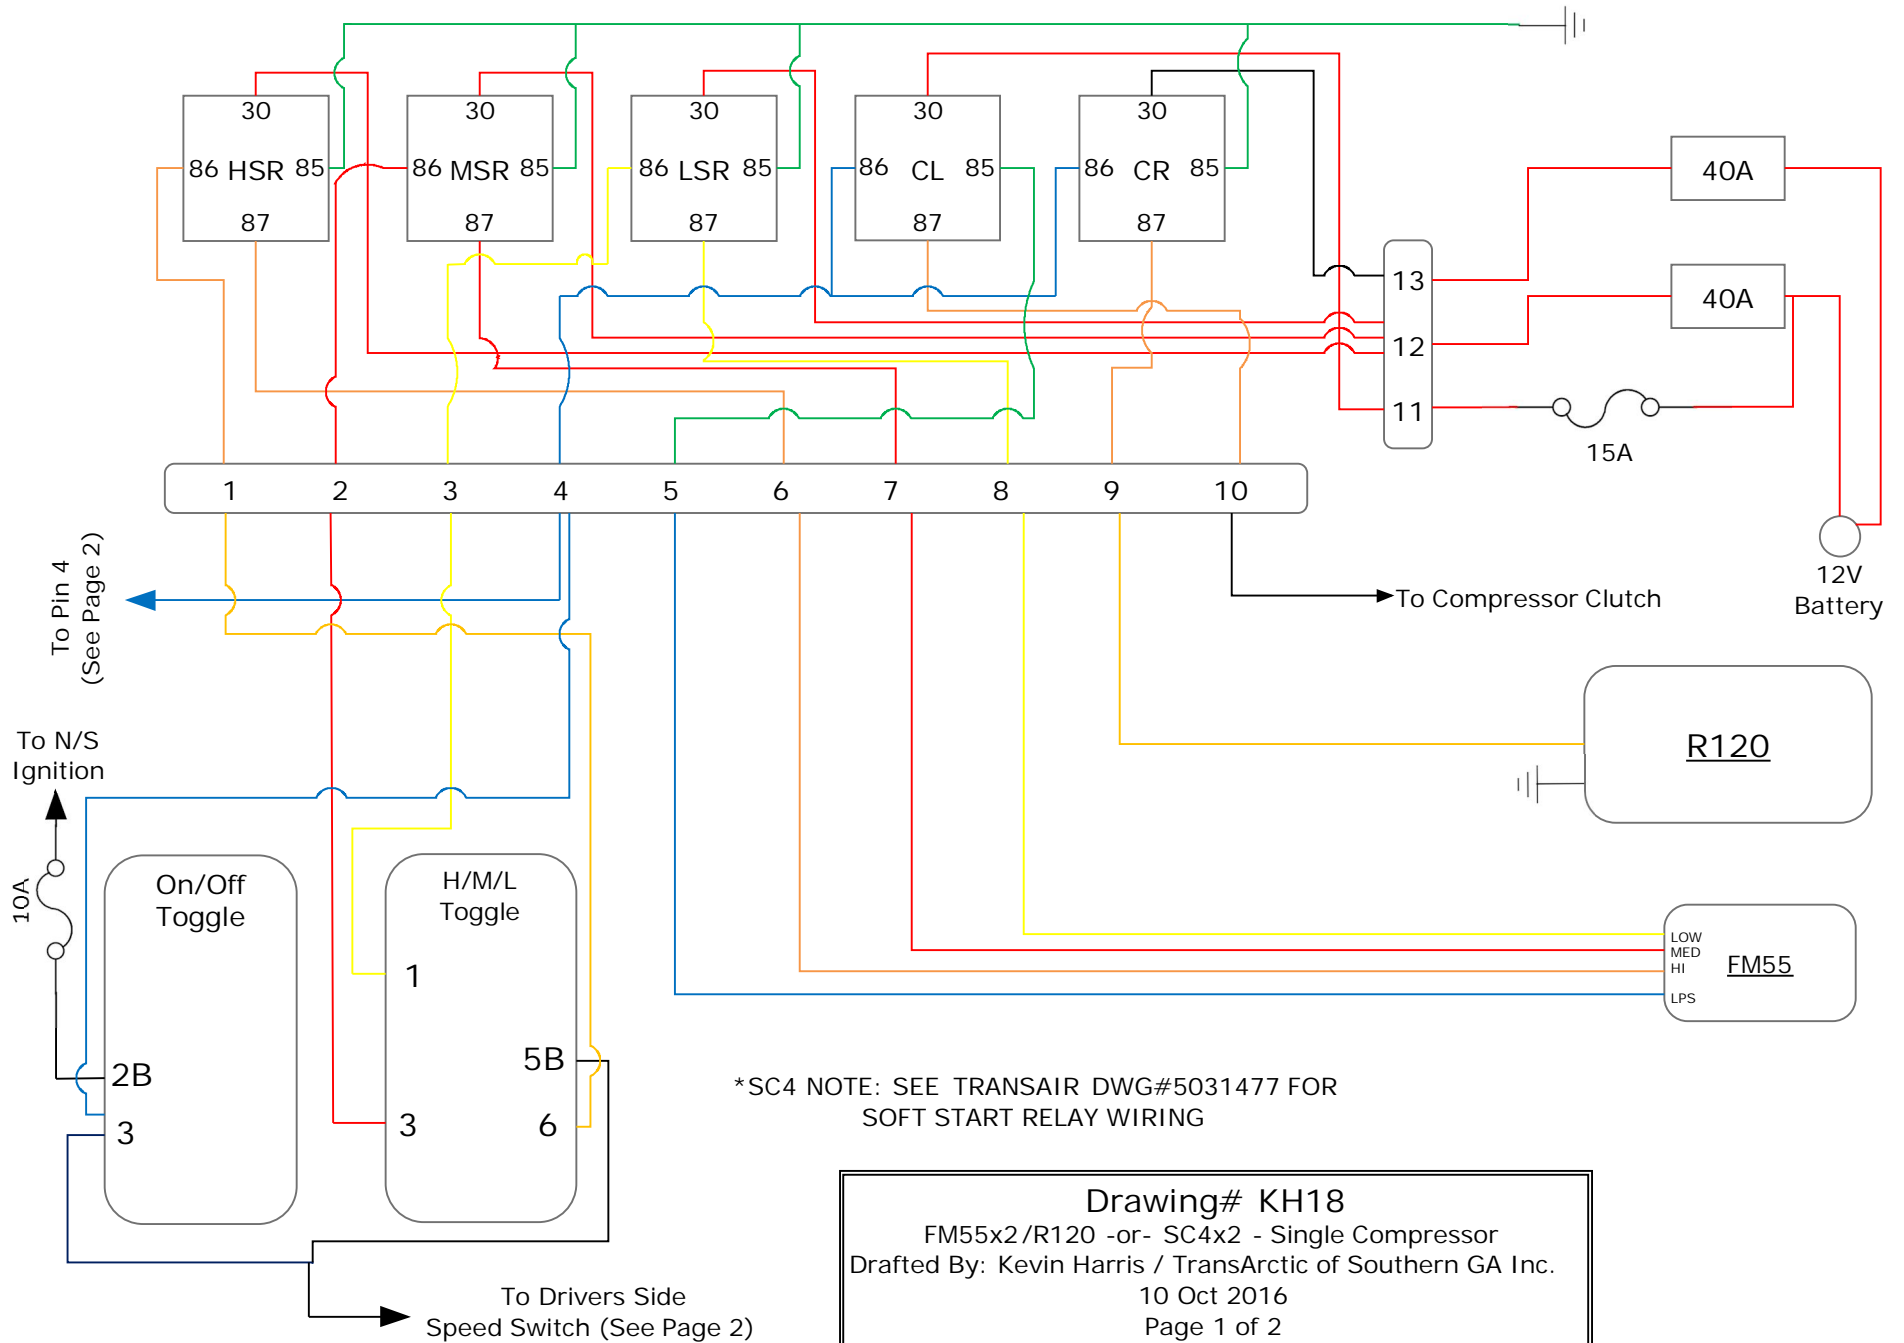 30
30
30
30
30
86 HSR 85
86 MSR 85
86 LSR 85
86 CL 85
86 CR 85
87
87
87
87
87
40A
40A
13
12
11
15A
1 2 3 4 5 6 7 8 9 10
12V
Battery
To Pin 4
(See Page 2)
To Compressor Clutch
To N/S
Ignition
10A
On/Off
Toggle
2B
3
H/M/L
Toggle
1
5B
3
6
R120
LOW
MED
HI
LPS
FM55
*SC4 NOTE: SEE TRANSAIR DWG#5031477 FOR
SOFT START RELAY WIRING
To Drivers Side
Speed Switch (See Page 2)
Drawing# KH18
FM55x2/R120 -or- SC4x2 - Single Compressor
Drafted By: Kevin Harris / TransArctic of Southern GA Inc.
10 Oct 2016
Page 1 of 2